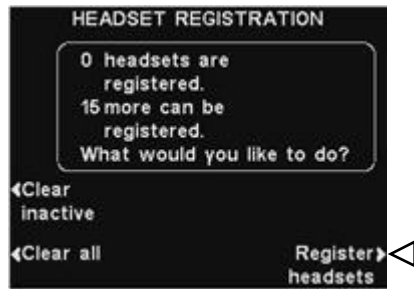 HEADSET REGISTRATION
0 headsets are
registered.
15 more can be
registered.
What would you like to do?
Clear
inactive
Clear all
Register
headsets